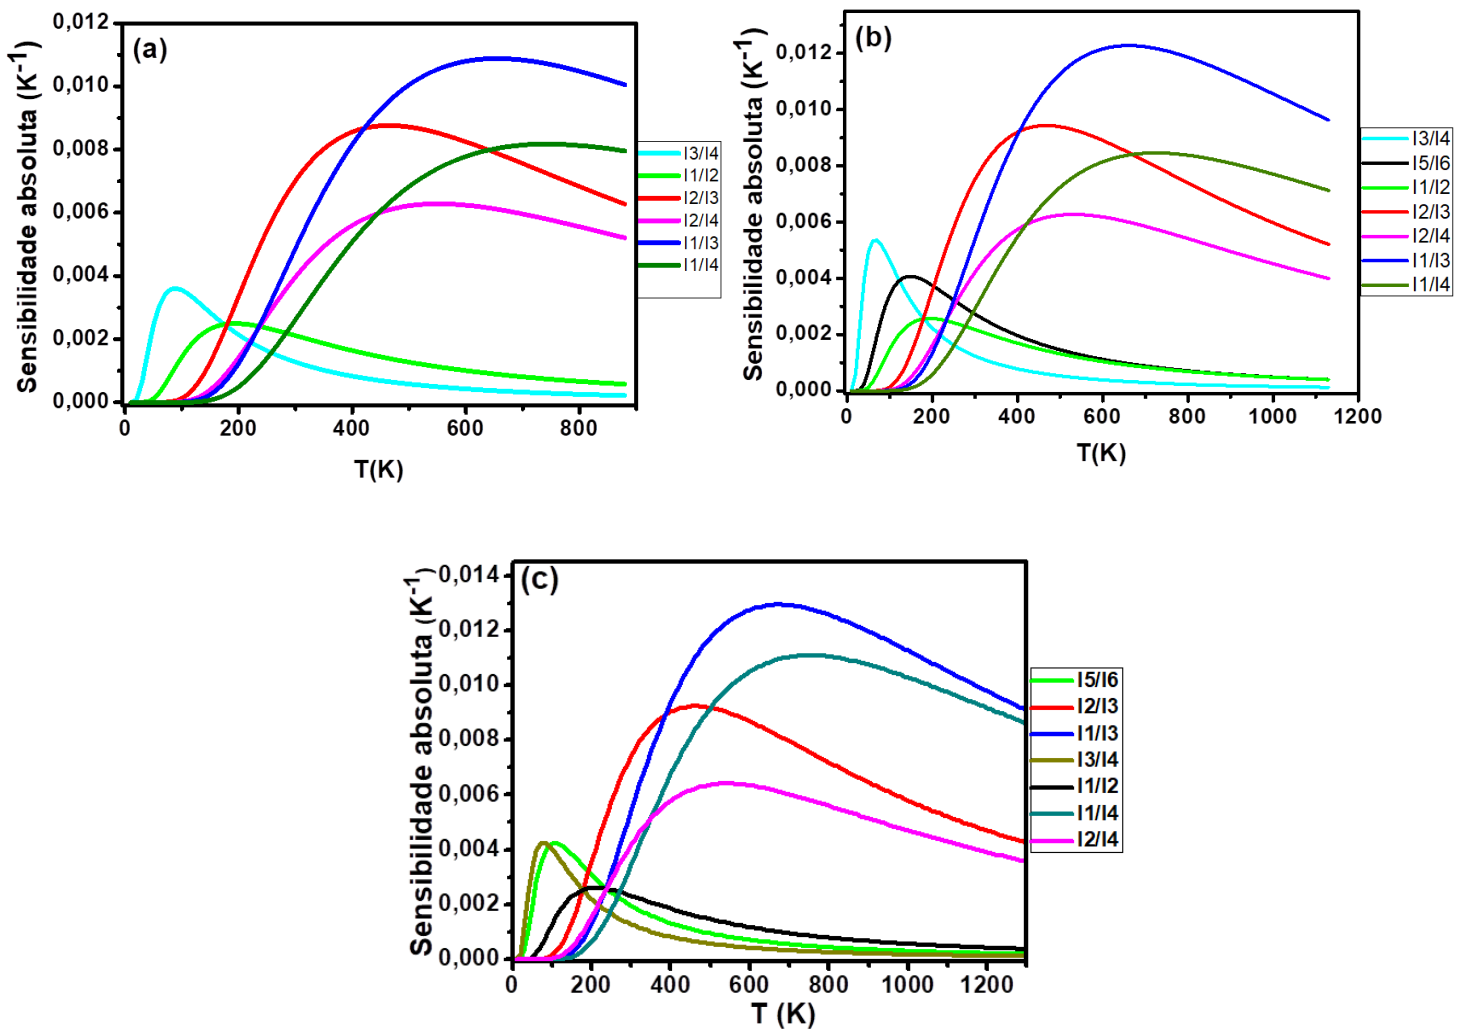 (a)
Sensibilidade absoluta (K-1)
0,012
0,010
0,008
0,006
0,004
0,002
0,000
0 200 400 600 800
T(K)
I3/I4
I1/I2
I2/I3
I2/I4
I1/I3
I1/I4
(b)
Sensibilidade absoluta (K-1)
0,012
0,010
0,008
0,006
0,004
0,002
0,000
0 200 400 600 800 1000 1200
T(K)
I3/I4
I5/I6
I1/I2
I2/I3
I2/I4
I1/I3
I1/I4
(c)
Sensibilidade absoluta (K-1)
0,014
0,012
0,010
0,008
0,006
0,004
0,002
0,000
0 200 400 600 800 1000 1200
T (K)
I5/I6
I2/I3
I1/I3
I3/I4
I1/I2
I1/I4
I2/I4